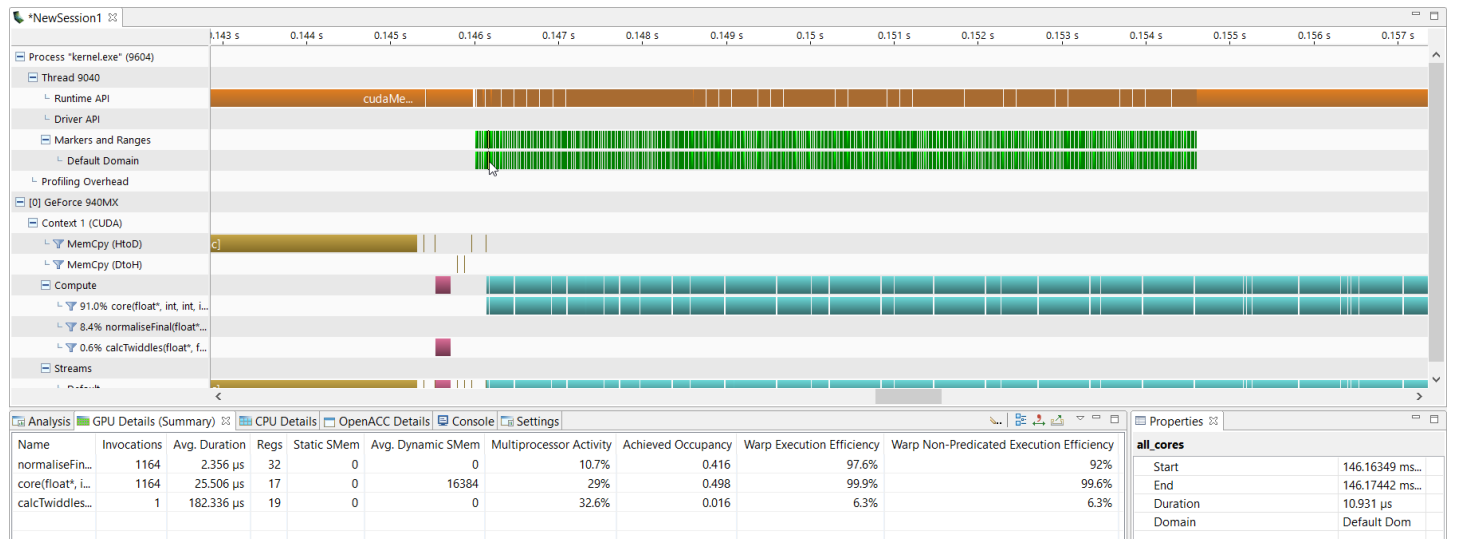 *NewSession1
0.143 s 0.144 s 0.145 s 0.146 s 0.147 s 0.148 s 0.149 s 0.15 s 0.151 s 0.152 s 0.153 s 0.154 s 0.155 s 0.156 s 0.157 s
Process "kernel.exe" (9604)
Thread 9040
Runtime API cudaMe...
Driver API
Markers and Ranges
Default Domain
Profiling Overhead
[0] GeForce 940MX
Context 1 (CUDA)
MemCpy (HtoD) c]
MemCpy (DtoH)
Compute
91.0% core(float*, int, int, i...
8.4% normaliseFinal(float*...
0.6% calcTwiddles(float*, f...
Streams
Default
Analysis GPU Details (Summary) CPU Details OpenACC Details Console Settings Properties
Name Invocations Avg. Duration Regs Static SMem Avg. Dynamic SMem Multiprocessor Activity Achieved Occupancy Warp Execution Efficiency Warp Non-Predicated Execution Efficiency all_cores
normaliseFin... 1164 2.356 µs 32 0 0 10.7% 0.416 97.6% 92% Start 146.16349 ms...
core(float*, i... 1164 25.506 µs 17 0 16384 29% 0.498 99.9% 99.6% End 146.17442 ms...
calcTwiddles... 1 182.336 µs 19 0 0 32.6% 0.016 6.3% 6.3% Duration 10.931 µs
Domain Default Dom